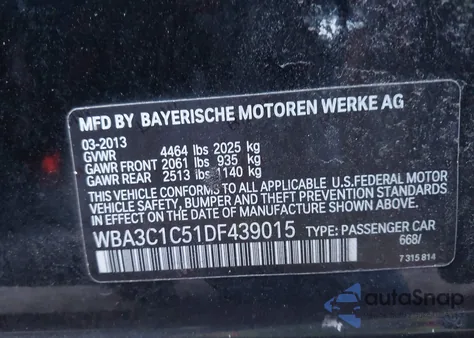 MFD BY BAYERISCHE MOTOREN WERKE AG
03-2013
GVWR 4464 lbs 2025 kg
GAWR FRONT 2061 lbs 935 kg
GAWR REAR 2513 lbs 1140 kg
THIS VEHICLE CONFORMS TO ALL APPLICABLE U.S. FEDERAL MOTOR
VEHICLE SAFETY, BUMPER AND THEFT PREVENTION STANDARDS
IN EFFECT ON THE DATE OF MANUFACTURE SHOWN ABOVE.
WBA3C1C51DF439015 TYPE: PASSENGER CAR
668/
7 315 814
autoSnap